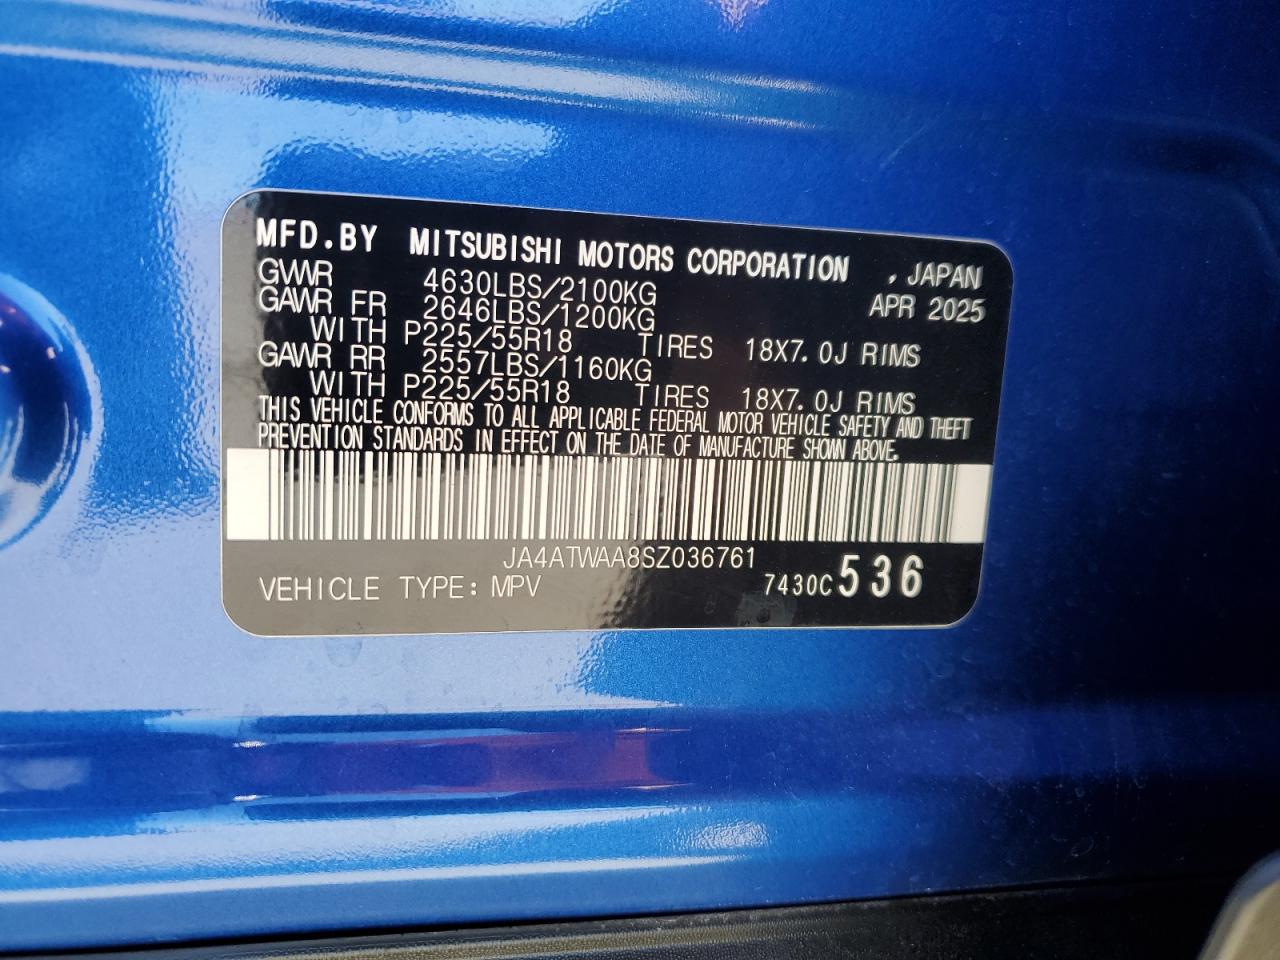 MFD.BY MITSUBISHI MOTORS CORPORATION , JAPAN
GVWR 4630LBS/2100KG APR 2025
GAWR FR 2646LBS/1200KG
WITH P225/55R18 TIRES 18X7.0J RIMS
GAWR RR 2557LBS/1160KG
WITH P225/55R18 TIRES 18X7.0J RIMS
THIS VEHICLE CONFORMS TO ALL APPLICABLE FEDERAL MOTOR VEHICLE SAFETY AND THEFT
PREVENTION STANDARDS IN EFFECT ON THE DATE OF MANUFACTURE SHOWN ABOVE.
JA4ATWAA8SZ036761
VEHICLE TYPE: MPV 7430C 536